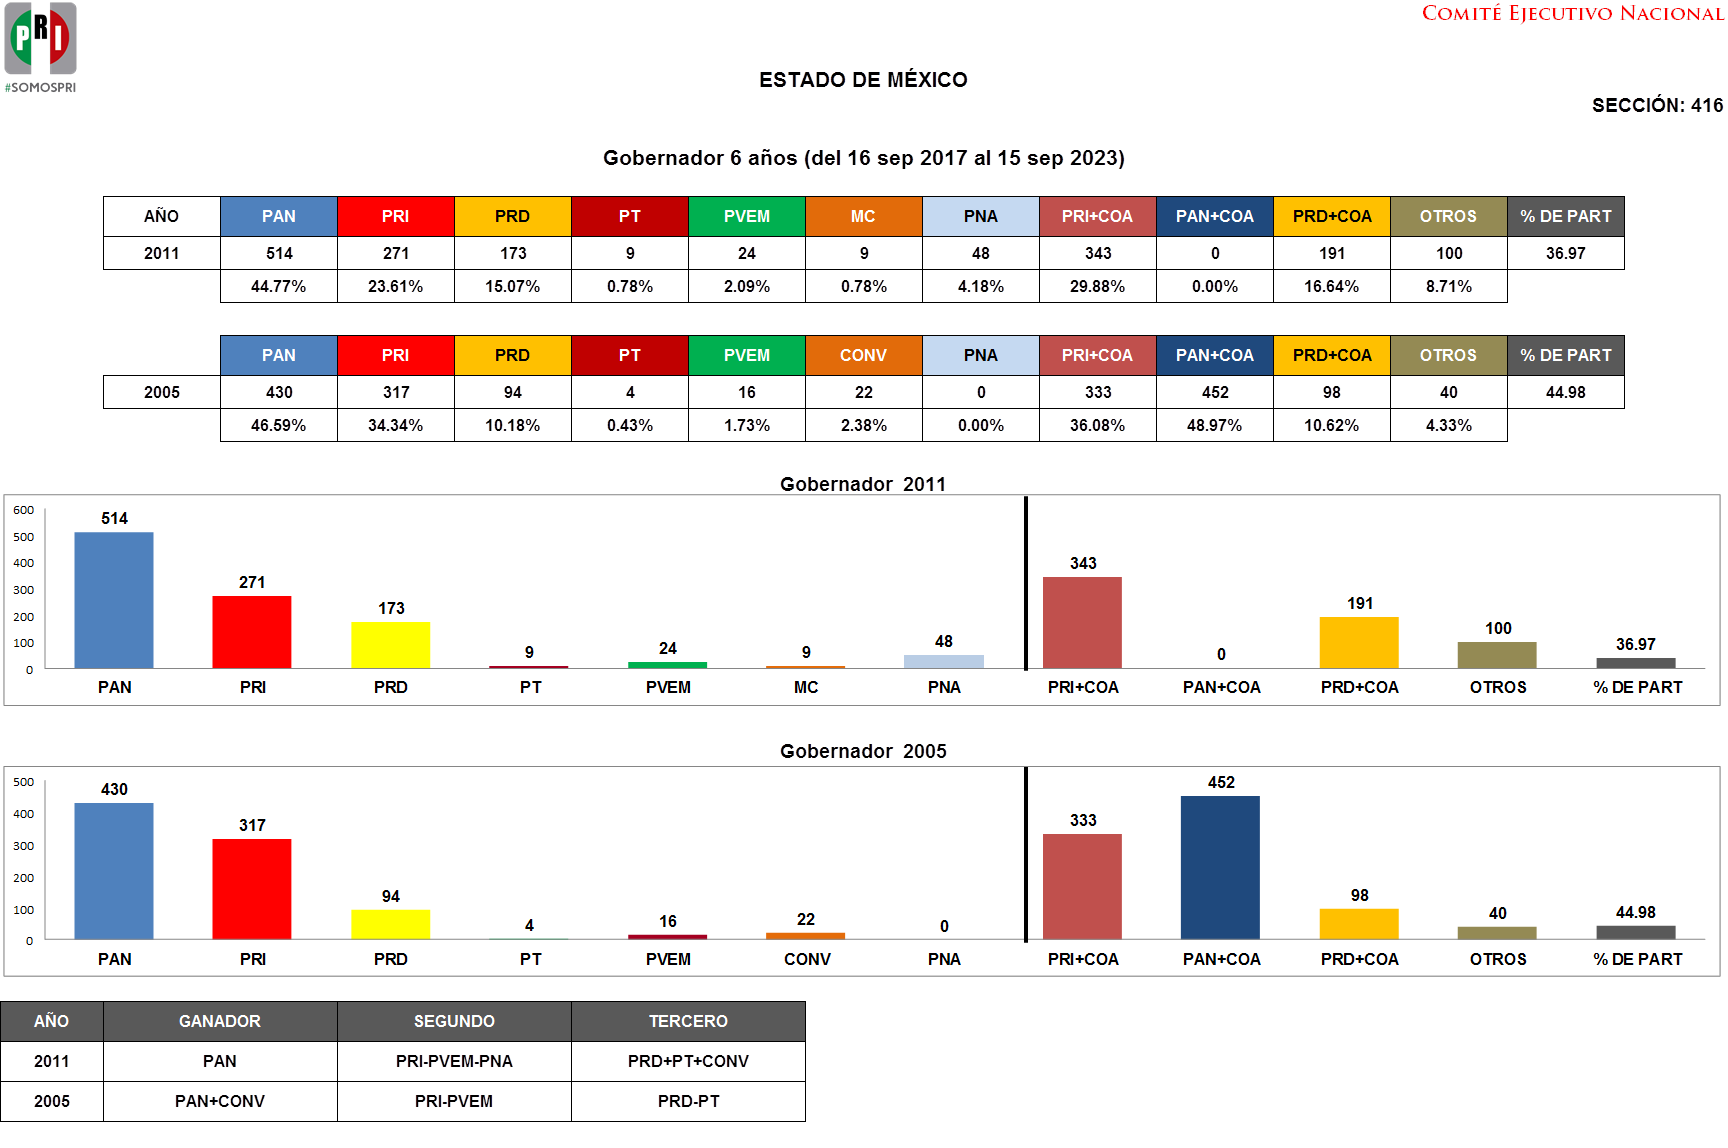 PRI
#SOMOSPRI
COMITÉ EJECUTIVO NACIONAL
ESTADO DE MÉXICO
SECCIÓN: 416
Gobernador 6 años (del 16 sep 2017 al 15 sep 2023)
AÑO PAN PRI PRD PT PVEM MC PNA PRI+COA PAN+COA PRD+COA OTROS % DE PART
2011 514 271 173 9 24 9 48 343 0 191 100 36.97
44.77% 23.61% 15.07% 0.78% 2.09% 0.78% 4.18% 29.88% 0.00% 16.64% 8.71%
PAN PRI PRD PT PVEM CONV PNA PRI+COA PAN+COA PRD+COA OTROS % DE PART
2005 430 317 94 4 16 22 0 333 452 98 40 44.98
46.59% 34.34% 10.18% 0.43% 1.73% 2.38% 0.00% 36.08% 48.97% 10.62% 4.33%
Gobernador 2011
600
500
400
300
200
100
0
514 271 173 9 24 9 48 343 0 191 100 36.97
PAN PRI PRD PT PVEM MC PNA PRI+COA PAN+COA PRD+COA OTROS % DE PART
Gobernador 2005
500
400
300
200
100
0
430 317 94 4 16 22 0 333 452 98 40 44.98
PAN PRI PRD PT PVEM CONV PNA PRI+COA PAN+COA PRD+COA OTROS % DE PART
AÑO GANADOR SEGUNDO TERCERO
2011 PAN PRI-PVEM-PNA PRD+PT+CONV
2005 PAN+CONV PRI-PVEM PRD-PT